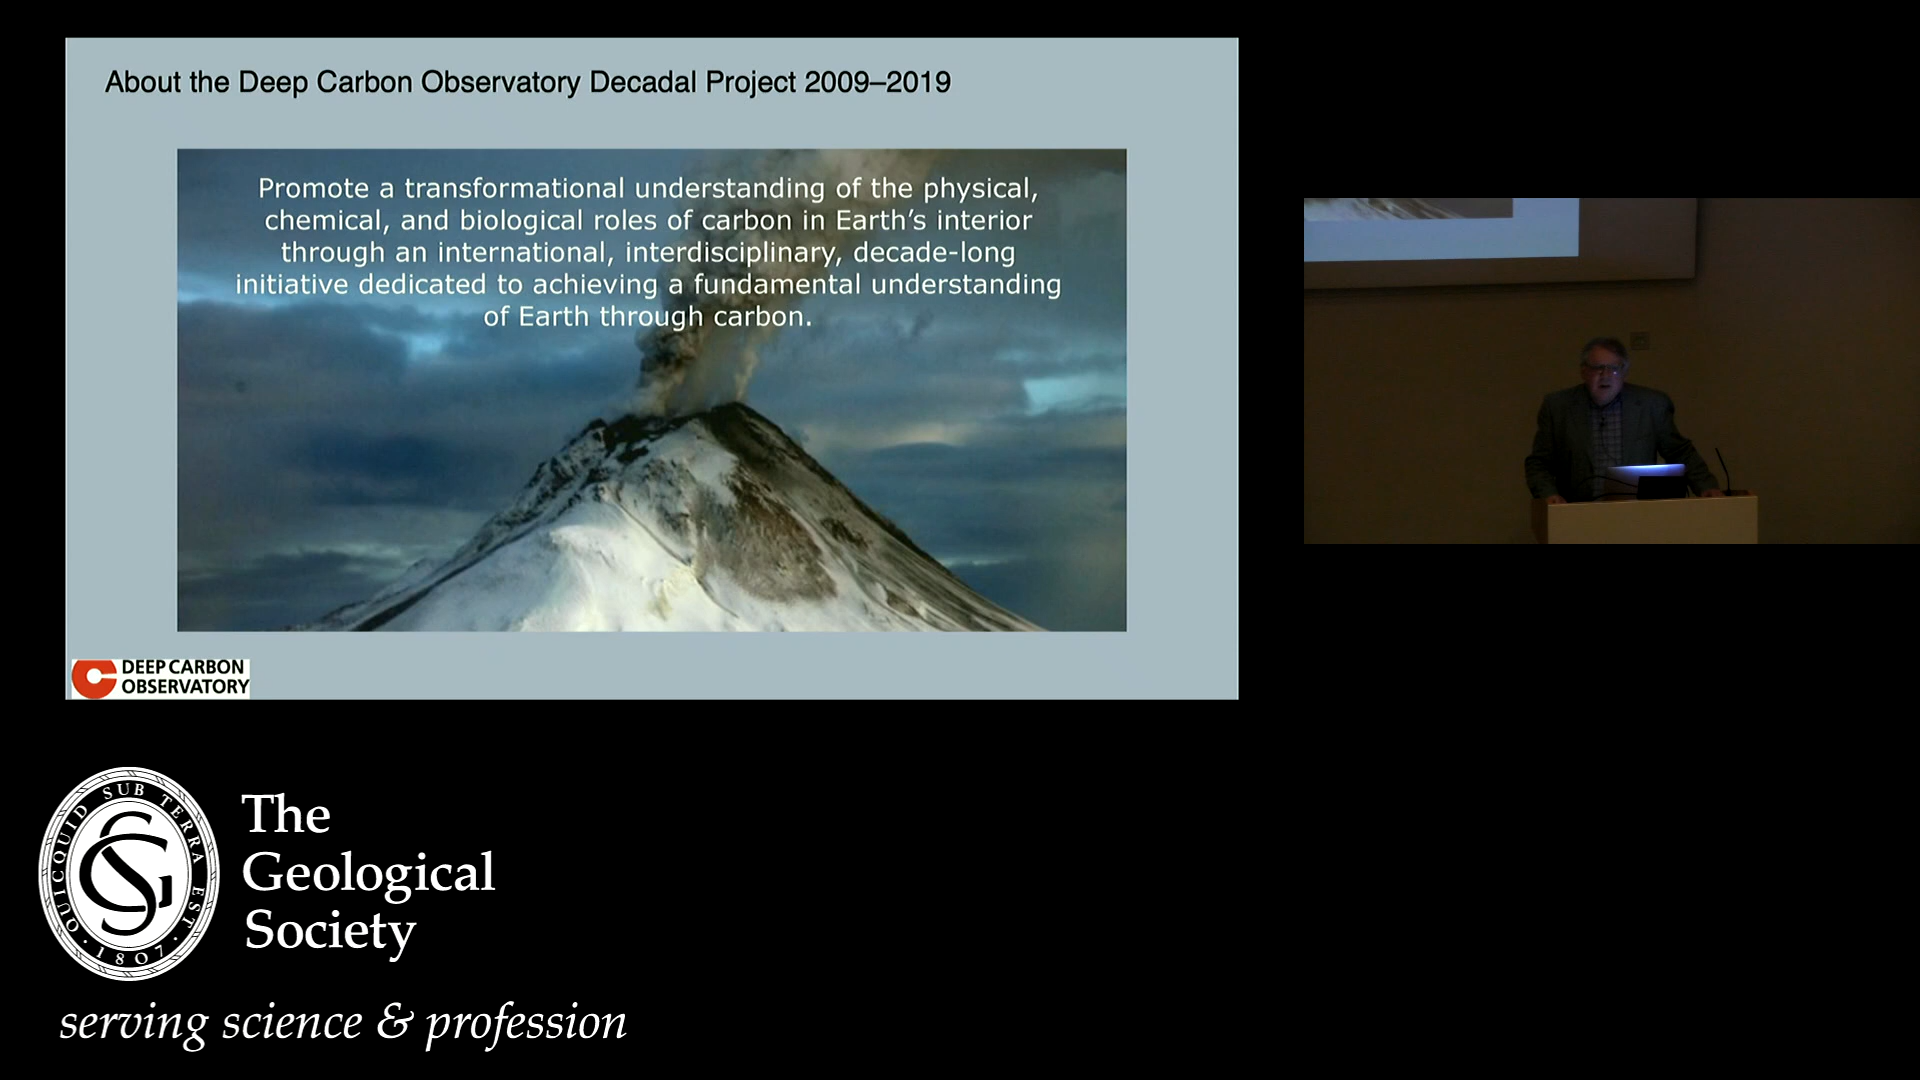 About the Deep Carbon Observatory Decadal Project 2009–2019
Promote a transformational understanding of the physical,
chemical, and biological roles of carbon in Earth’s interior
through an international, interdisciplinary, decade-long
initiative dedicated to achieving a fundamental understanding
of Earth through carbon.
DEEP CARBON
OBSERVATORY
QUICQUID SUB TERRA EST
· 1807 ·
GS
The
Geological
Society
serving science & profession